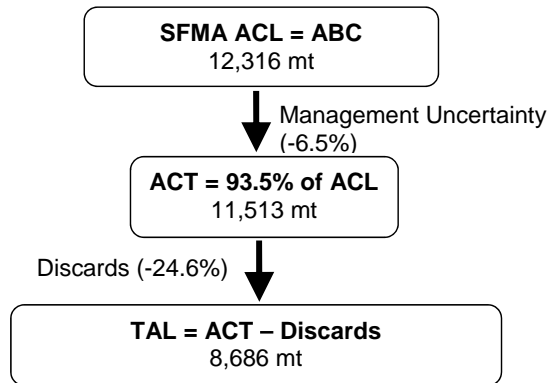 SFMA ACL = ABC
12,316 mt
Management Uncertainty
(-6.5%)
ACT = 93.5% of ACL
11,513 mt
Discards (-24.6%)
TAL = ACT – Discards
8,686 mt